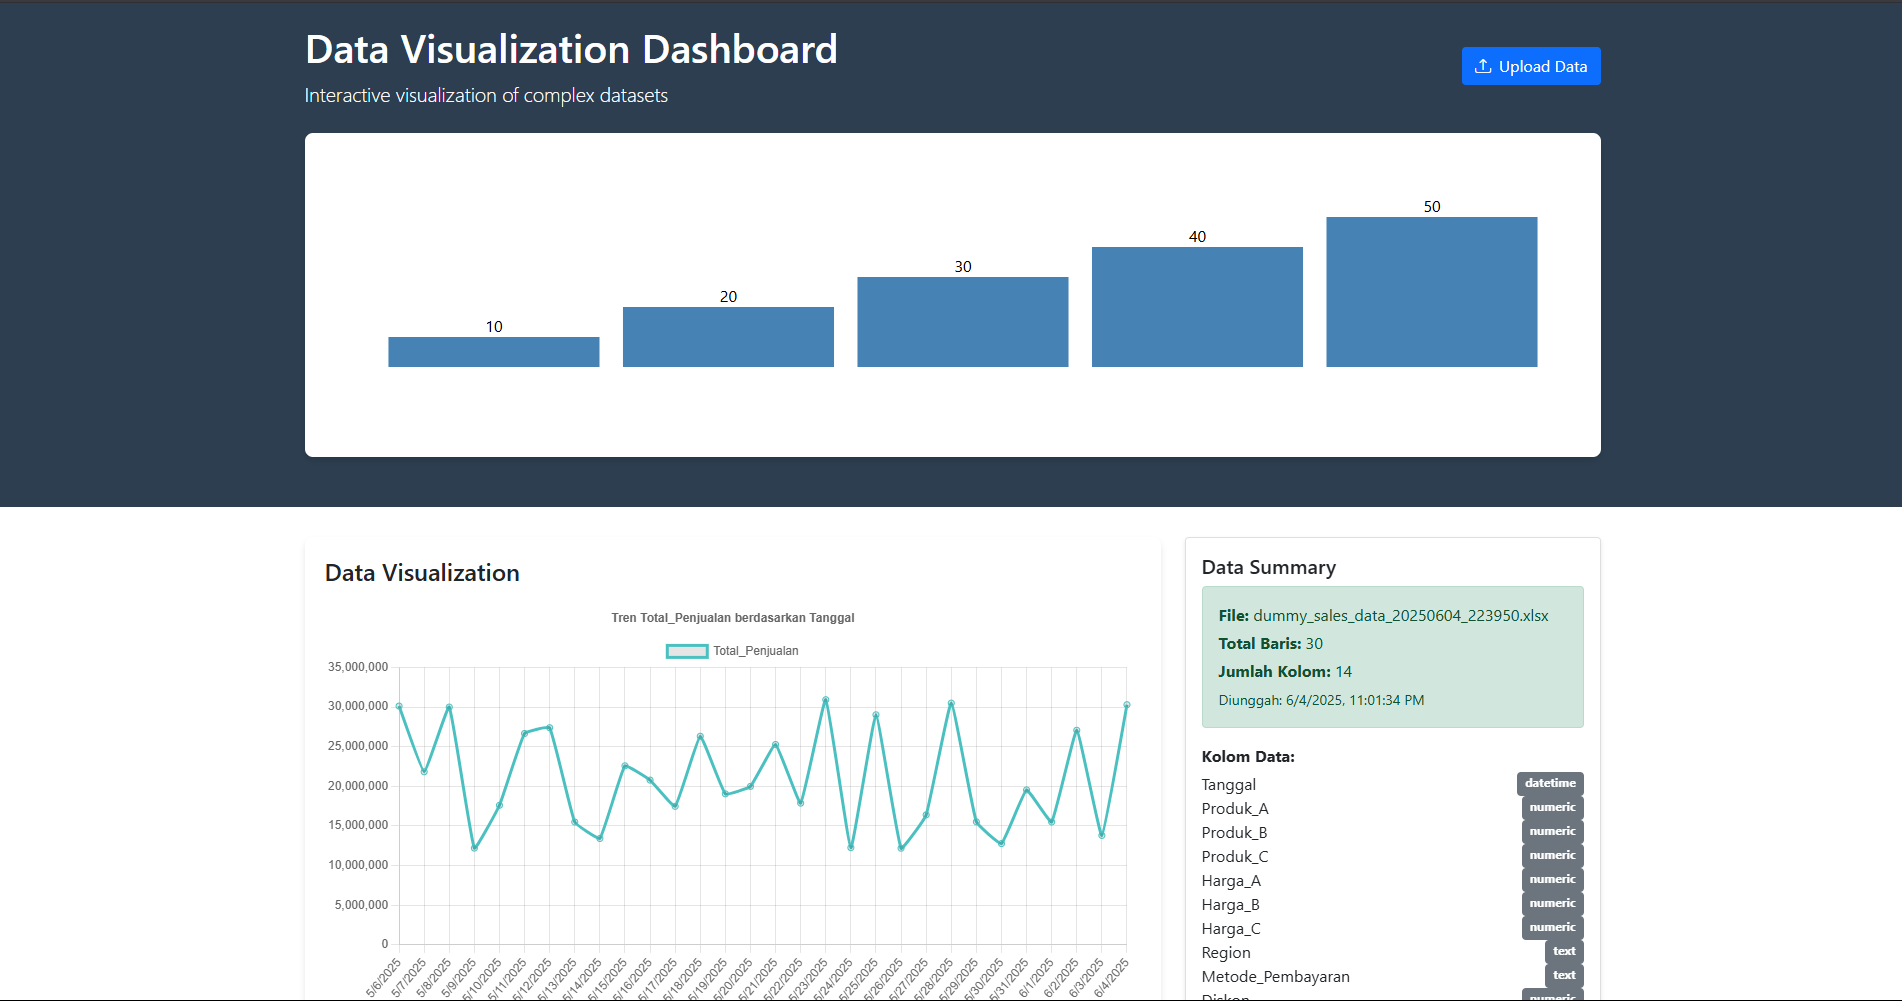 Data Visualization Dashboard
Interactive visualization of complex datasets
Upload Data
10
20
30
40
50
Data Visualization
Tren Total_Penjualan berdasarkan Tanggal
Total_Penjualan
35,000,000
30,000,000
25,000,000
20,000,000
15,000,000
10,000,000
5,000,000
0
5/6/2025
5/7/2025
5/8/2025
5/9/2025
5/10/2025
5/11/2025
5/12/2025
5/13/2025
5/14/2025
5/15/2025
5/16/2025
5/17/2025
5/18/2025
5/19/2025
5/20/2025
5/21/2025
5/22/2025
5/23/2025
5/24/2025
5/25/2025
5/26/2025
5/27/2025
5/28/2025
5/29/2025
5/30/2025
5/31/2025
6/1/2025
6/2/2025
6/3/2025
6/4/2025
Data Summary
File: dummy_sales_data_20250604_223950.xlsx
Total Baris: 30
Jumlah Kolom: 14
Diunggah: 6/4/2025, 11:01:34 PM
Kolom Data:
Tanggal datetime
Produk_A numeric
Produk_B numeric
Produk_C numeric
Harga_A numeric
Harga_B numeric
Harga_C numeric
Region text
Metode_Pembayaran text
Diskon numeric